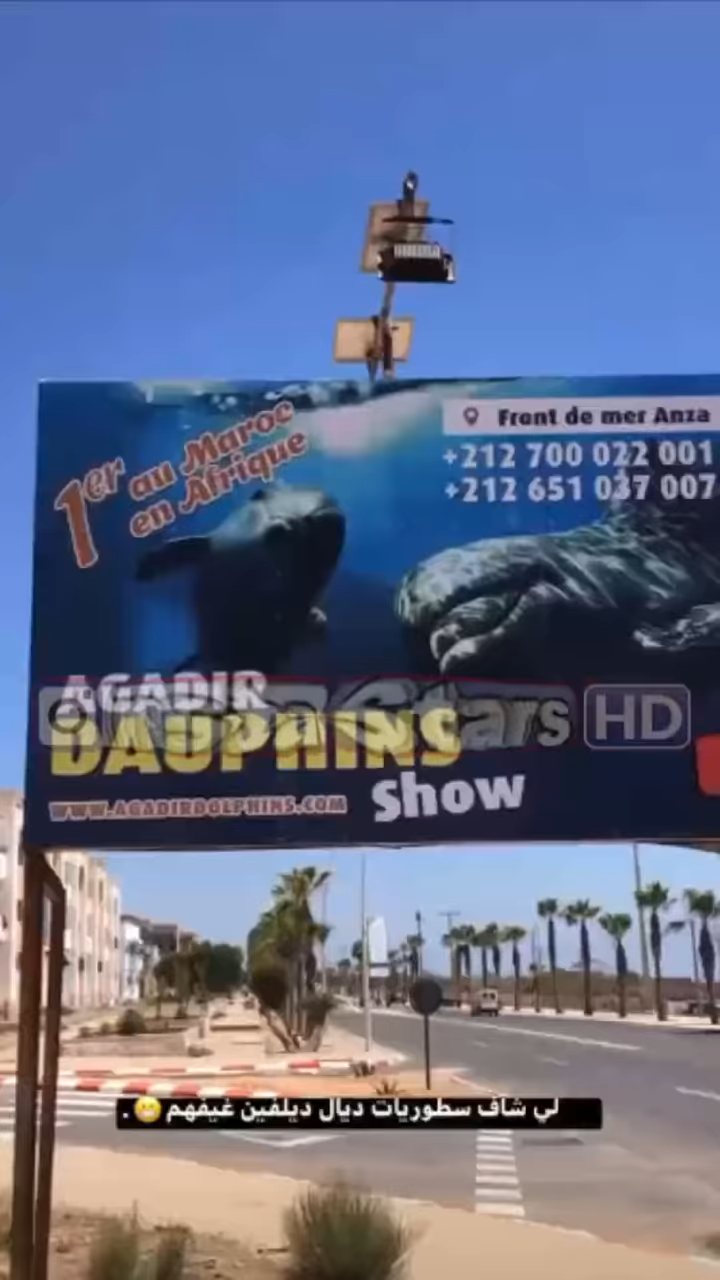 1er au Maroc
en Afrique
Front de mer Anza
+212 700 022 001
+212 651 037 007
AGADIR
DAUPHINS
Show
WWW.AGADIRDOLPHINS.COM
Stars HD
لي شاف سطوريات ديال ديلفين غيفهم😬.